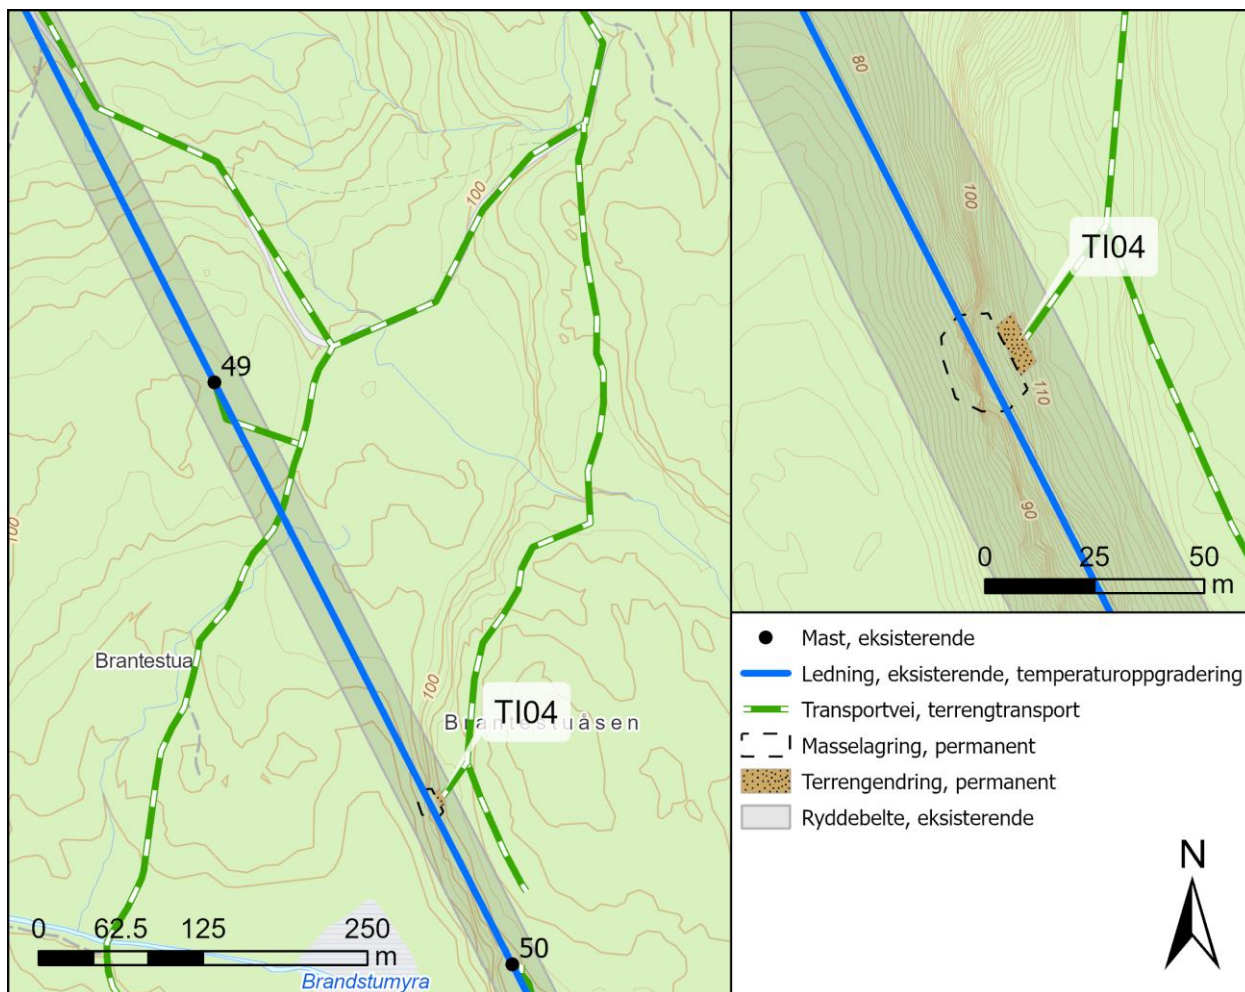 100
49
100
Brantestua
100
TI04
Brantestuåsen
0 62.5 125 250
m
50
Brandstumyra
80
100
TI04
110
90
0 25 50
m
Mast, eksisterende
Ledning, eksisterende, temperaturoppgradering
Transportvei, terrengtransport
Masselagring, permanent
Terrengendring, permanent
Ryddebelte, eksisterende
N